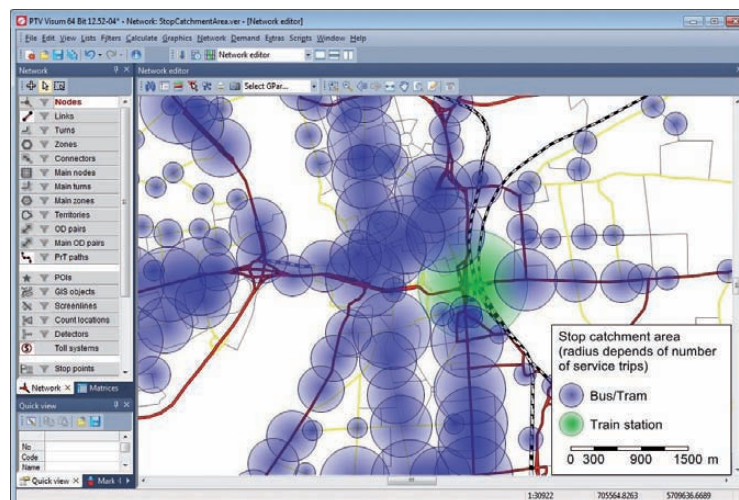 PTV Visum 64 Bit 12.52-04* - Network: StopCatchmentArea.ver - [Network editor]
File Edit View Lists Filters Calculate Graphics Network Demand Extras Scripts Window Help
Network editor
Network
Network editor
Select GPar...
Nodes
Links
Turns
Zones
Connectors
Main nodes
Main turns
Main zones
Territories
OD pairs
Main OD pairs
PrT paths
POIs
GIS objects
Screenlines
Count locations
Detectors
Toll systems
Stop points
Network
Matrices
Quick view
No
Code
Name
Quick view
Mark
Stop catchment area
(radius depends of number
of service trips)
Bus/Tram
Train station
0 300 900 1500 m
1:30922 705564.8263 5709636.6689